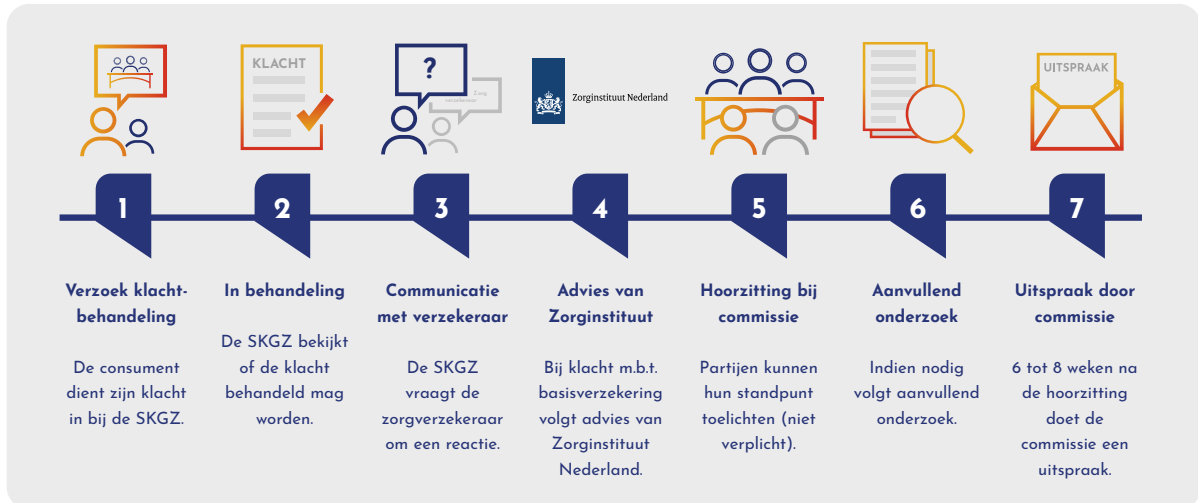 KLACHT
?
Zorginstituut Nederland
UITSPRAAK
1
2
3
4
5
6
7
Verzoek klacht-
behandeling
De consument
dient zijn klacht
in bij de SKGZ.
In behandeling
De SKGZ bekijkt
of de klacht
behandeld mag
worden.
Communicatie
met verzekeraar
De SKGZ
vraagt de
zorgverzekeraar
om een reactie.
Advies van
Zorginstituut
Bij klacht m.b.t.
basisverzekering
volgt advies van
Zorginstituut
Nederland.
Hoorzitting bij
commissie
Partijen kunnen
hun standpunt
toelichten (niet
verplicht).
Aanvullend
onderzoek
Indien nodig
volgt aanvullend
onderzoek.
Uitspraak door
commissie
6 tot 8 weken na
de hoorzitting
doet de
commissie een
uitspraak.